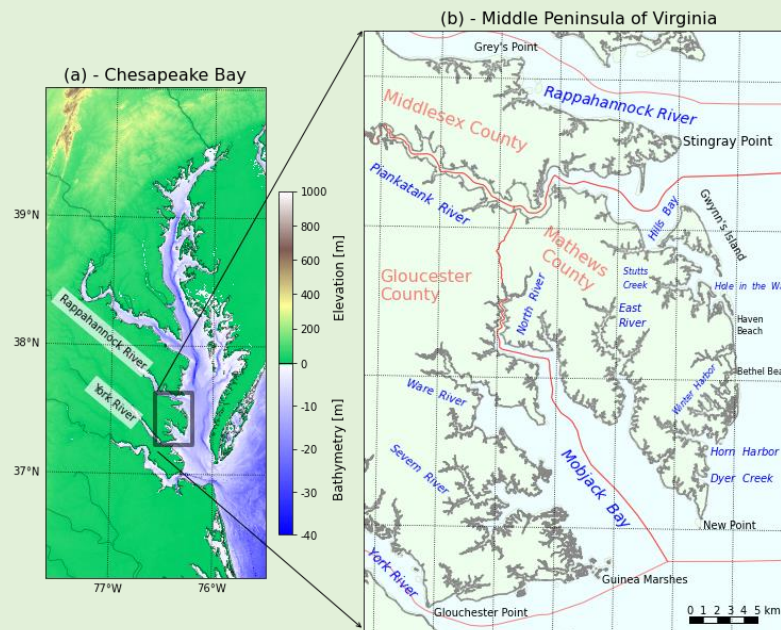 (a) - Chesapeake Bay
39°N
38°N
37°N
77°W
76°W
Rappahannock River
York River
1000
800
600
400
200
0
-10
-20
-30
-40
Elevation [m]
Bathymetry [m]
(b) - Middle Peninsula of Virginia
Grey's Point
Rappahannock River
Middlesex County
Stingray Point
Piankatank River
Hills Bay
Gwynn's Island
Mathews
County
Gloucester
County
Stutts
Creek
Hole in the
North River
East
River
Haven
Beach
Bethel
Ware River
Winter Harbor
Severn River
Mobjack Bay
Horn Harbor
Dyer Creek
New Point
York River
Guinea Marshes
Glouchester Point
0 1 2 3 4 5 km